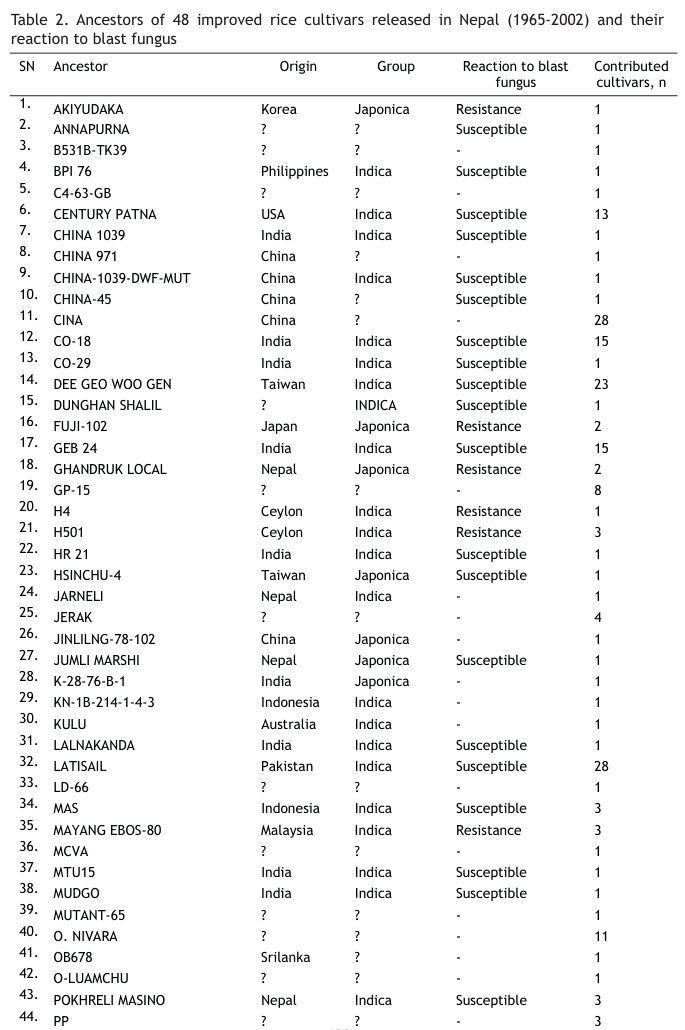 Table 2. Ancestors of 48 improved rice cultivars released in Nepal (1965-2002) and their
reaction to blast fungus
SN Ancestor Origin Group Reaction to blast fungus Contributed cultivars, n
1. AKIYUDAKA Korea Japonica Resistance 1
2. ANNAPURNA ? ? Susceptible 1
3. B531B-TK39 ? ? - 1
4. BPI 76 Philippines Indica Susceptible 1
5. C4-63-GB ? ? - 1
6. CENTURY PATNA USA Indica Susceptible 13
7. CHINA 1039 India Indica Susceptible 1
8. CHINA 971 China ? - 1
9. CHINA-1039-DWF-MUT China Indica Susceptible 1
10. CHINA-45 China ? Susceptible 1
11. CINA China ? - 28
12. CO-18 India Indica Susceptible 15
13. CO-29 India Indica Susceptible 1
14. DEE GEO WOO GEN Taiwan Indica Susceptible 23
15. DUNGHAN SHALIL ? INDICA Susceptible 1
16. FUJI-102 Japan Japonica Resistance 2
17. GEB 24 India Indica Susceptible 15
18. GHANDRUK LOCAL Nepal Japonica Resistance 2
19. GP-15 ? ? - 8
20. H4 Ceylon Indica Resistance 1
21. H501 Ceylon Indica Resistance 3
22. HR 21 India Indica Susceptible 1
23. HSINCHU-4 Taiwan Japonica Susceptible 1
24. JARNELI Nepal Indica - 1
25. JERAK ? ? - 4
26. JINLILNG-78-102 China Japonica - 1
27. JUMLI MARSHI Nepal Japonica Susceptible 1
28. K-28-76-B-1 India Japonica - 1
29. KN-1B-214-1-4-3 Indonesia Indica - 1
30. KULU Australia Indica - 1
31. LALNAKANDA India Indica Susceptible 1
32. LATISAIL Pakistan Indica Susceptible 28
33. LD-66 ? ? - 1
34. MAS Indonesia Indica Susceptible 3
35. MAYANG EBOS-80 Malaysia Indica Resistance 3
36. MCVA ? ? - 1
37. MTU15 India Indica Susceptible 1
38. MUDGO India Indica Susceptible 1
39. MUTANT-65 ? ? - 1
40. O. NIVARA ? ? - 11
41. OB678 Srilanka ? - 1
42. O-LUAMCHU ? ? - 1
43. POKHRELI MASINO Nepal Indica Susceptible 3
44. PP ? ? - 3